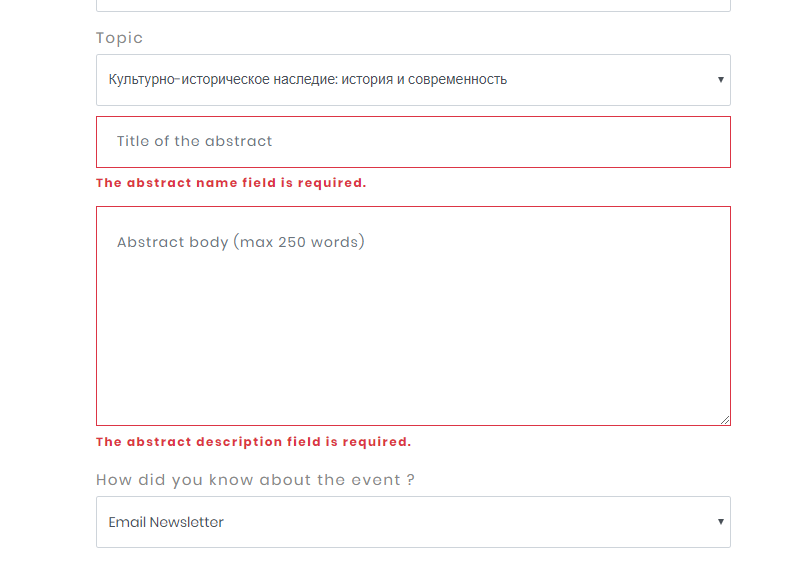 Topic
Культурно-историческое наследие: история и современность
Title of the abstract
The abstract name field is required.
Abstract body (max 250 words)
The abstract description field is required.
How did you know about the event ?
Email Newsletter